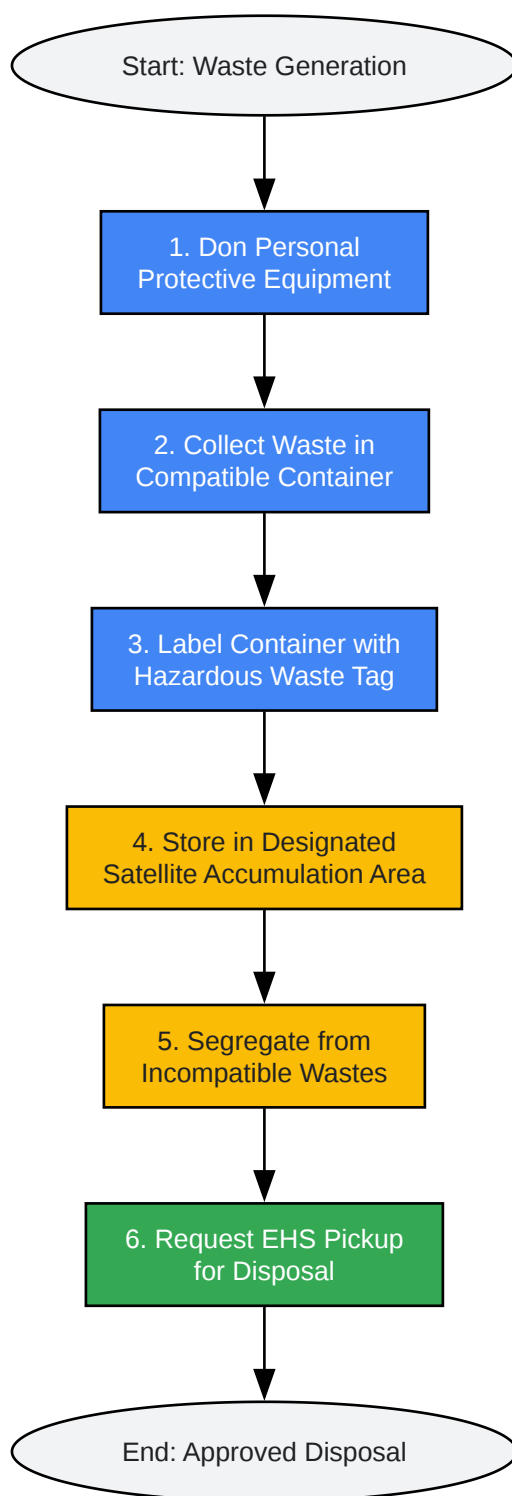 Start: Waste Generation
1. Don Personal
Protective Equipment
2. Collect Waste in
Compatible Container
3. Label Container with
Hazardous Waste Tag
4. Store in Designated
Satellite Accumulation Area
5. Segregate from
Incompatible Wastes
6. Request EHS Pickup
for Disposal
End: Approved Disposal